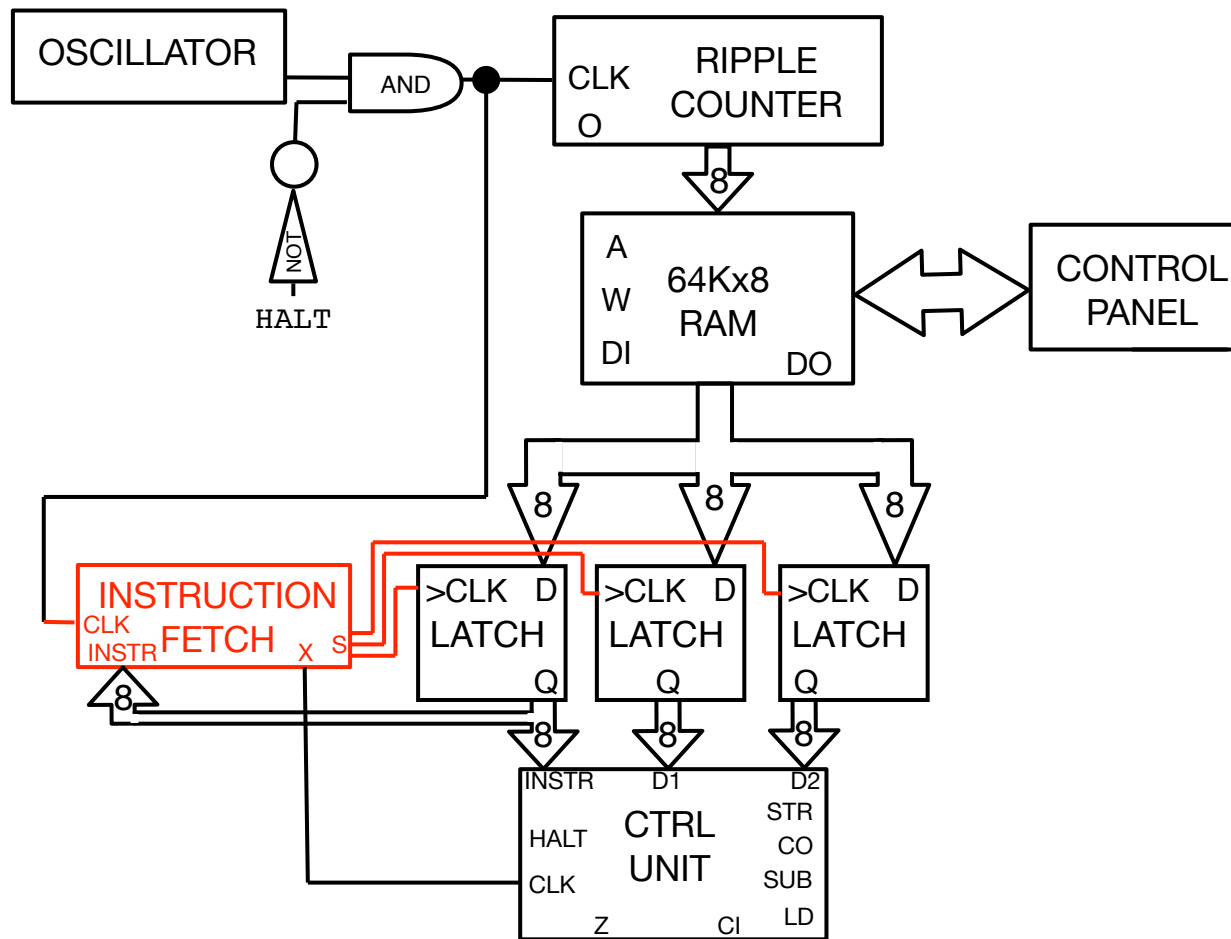 OSCILLATOR
AND
NOT
HALT
CLK
RIPPLE
COUNTER
O
8
A
W
DI
64Kx8
RAM
DO
CONTROL
PANEL
8
8
8
INSTRUCTION
FETCH
CLK
INSTR
X
S
>CLK D
LATCH
Q
>CLK D
LATCH
Q
>CLK D
LATCH
Q
8
8
8
8
INSTR
D1
D2
HALT
CLK
CTRL
UNIT
STR
CO
SUB
LD
Z
CI